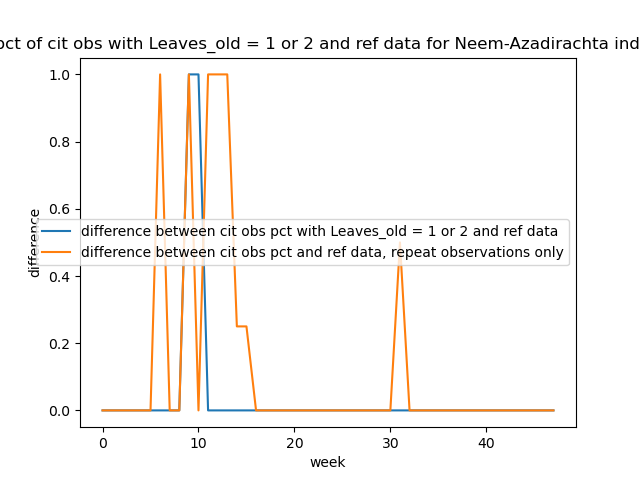 pct of cit obs with Leaves_old = 1 or 2 and ref data for Neem-Azadirachta ind
1.0
0.8
0.6
0.4
0.2
0.0
difference
difference between cit obs pct with Leaves_old = 1 or 2 and ref data
difference between cit obs pct and ref data, repeat observations only
0 10 20 30 40
week